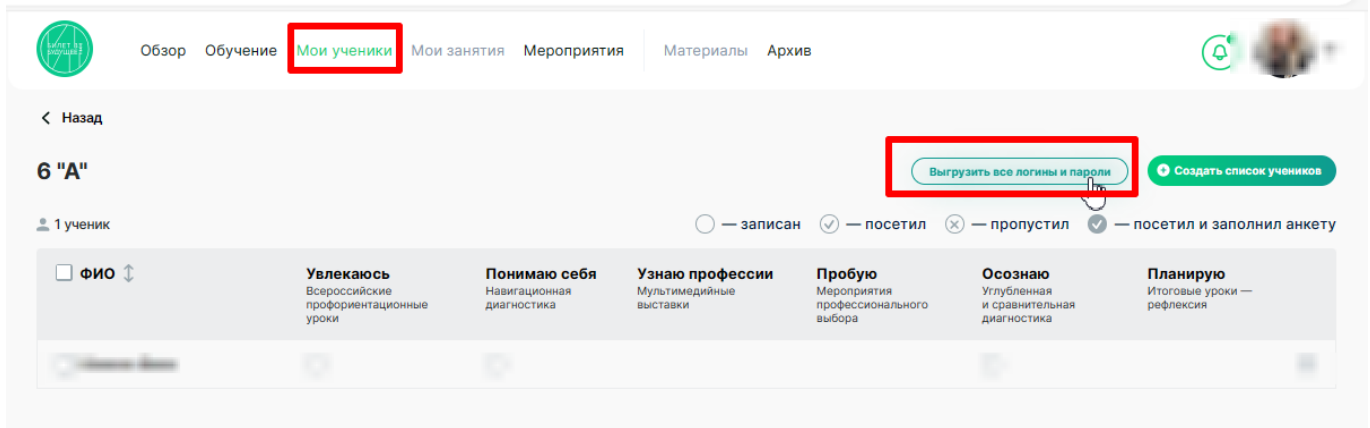 БИЛЕТ В
БУДУЩЕЕ
Обзор Обучение Мои ученики Мои занятия Мероприятия Материалы Архив
Назад
6 "А"
Выгрузить все логины и пароли
Создать список учеников
1 ученик
— записан — посетил — пропустил — посетил и заполнил анкету
ФИО Увлекаюсь Понимаю себя Узнаю профессии Пробую Осознаю Планирую
Всероссийские Навигационная Мультимедийные Мероприятия Углубленная Итоговые уроки —
профориентационные диагностика выставки профессионального и сравнительная рефлексия
уроки выбора диагностика